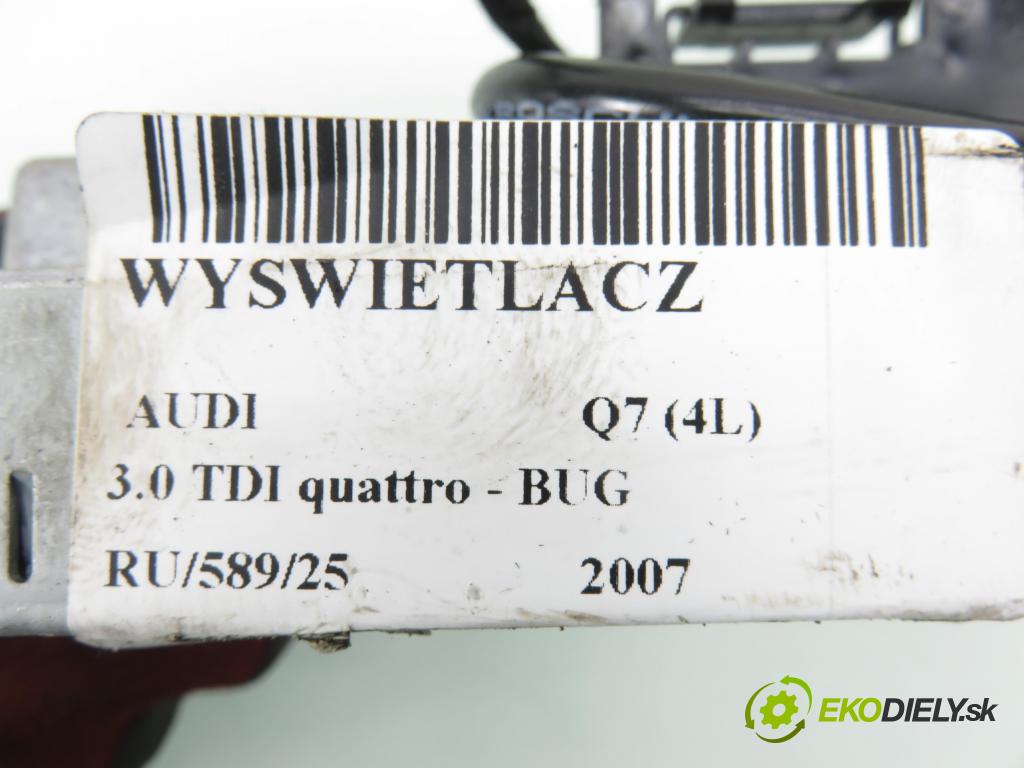 WYSWIETLACZ
AUDI Q7 (4L)
3.0 TDI quattro - BUG
RU/589/25 2007
EKODIELY.sk